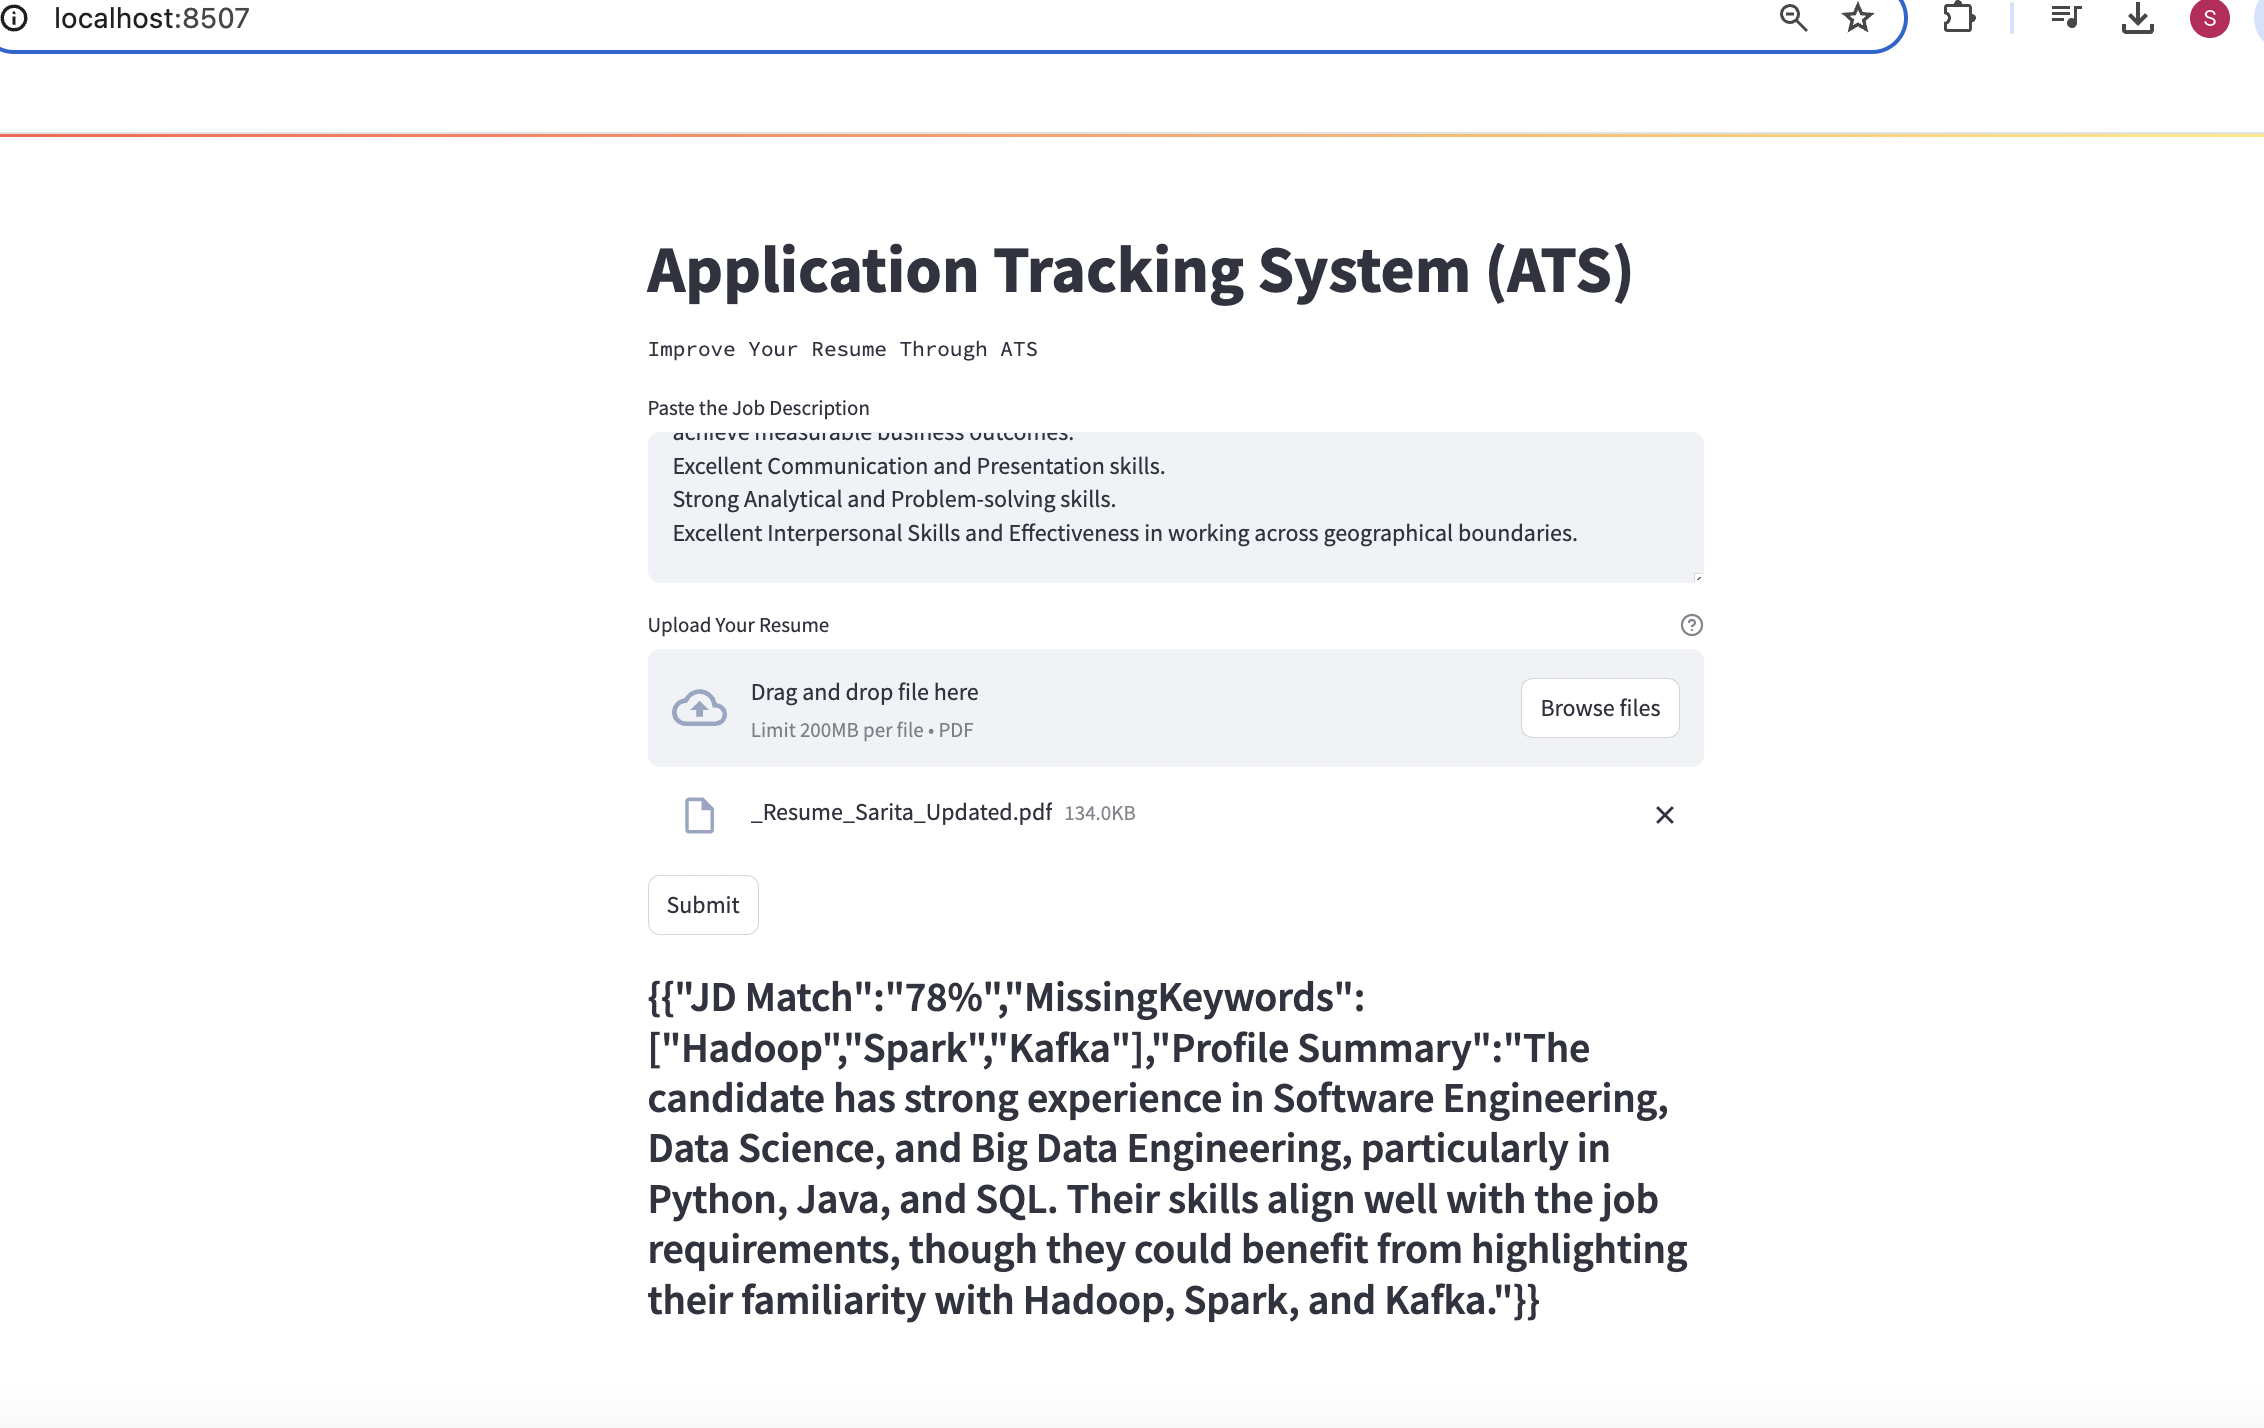 localhost:8507
S
Application Tracking System (ATS)
Improve Your Resume Through ATS
Paste the Job Description
achieve measurable business outcomes.
Excellent Communication and Presentation skills.
Strong Analytical and Problem-solving skills.
Excellent Interpersonal Skills and Effectiveness in working across geographical boundaries.
Upload Your Resume
Drag and drop file here
Limit 200MB per file • PDF
Browse files
_Resume_Sarita_Updated.pdf 134.0KB
Submit
{{"JD Match":"78%","MissingKeywords":
["Hadoop","Spark","Kafka"],"Profile Summary":"The
candidate has strong experience in Software Engineering,
Data Science, and Big Data Engineering, particularly in
Python, Java, and SQL. Their skills align well with the job
requirements, though they could benefit from highlighting
their familiarity with Hadoop, Spark, and Kafka."}}